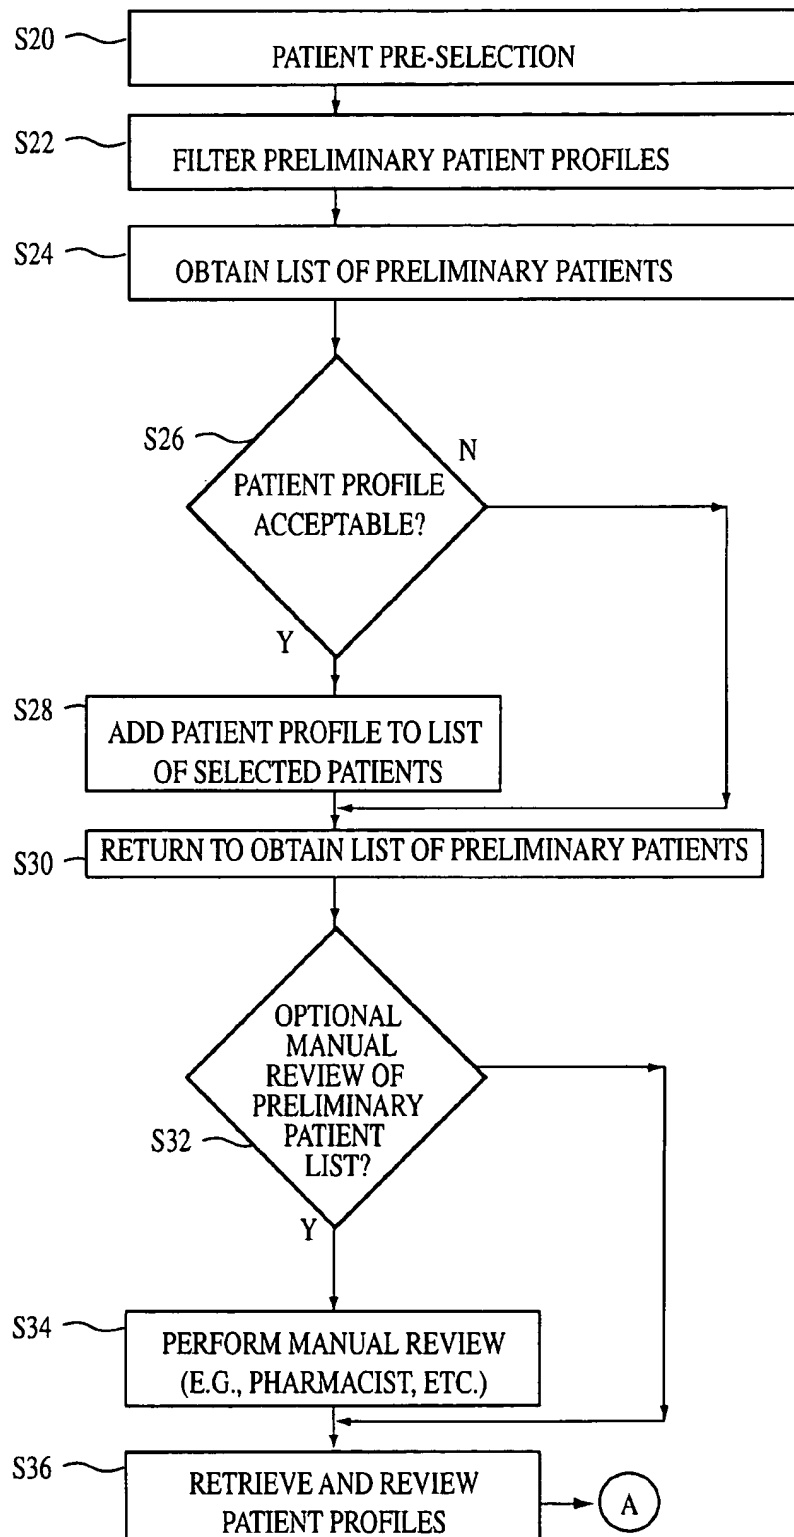 S20
PATIENT PRE-SELECTION
S22
FILTER PRELIMINARY PATIENT PROFILES
S24
OBTAIN LIST OF PRELIMINARY PATIENTS
S26
N
PATIENT PROFILE
ACCEPTABLE?
Y
S28
ADD PATIENT PROFILE TO LIST
OF SELECTED PATIENTS
S30
RETURN TO OBTAIN LIST OF PRELIMINARY PATIENTS
OPTIONAL
MANUAL
REVIEW OF
PRELIMINARY
PATIENT
LIST?
S32
Y
S34
PERFORM MANUAL REVIEW
(E.G., PHARMACIST, ETC.)
S36
RETRIEVE AND REVIEW
PATIENT PROFILES
A